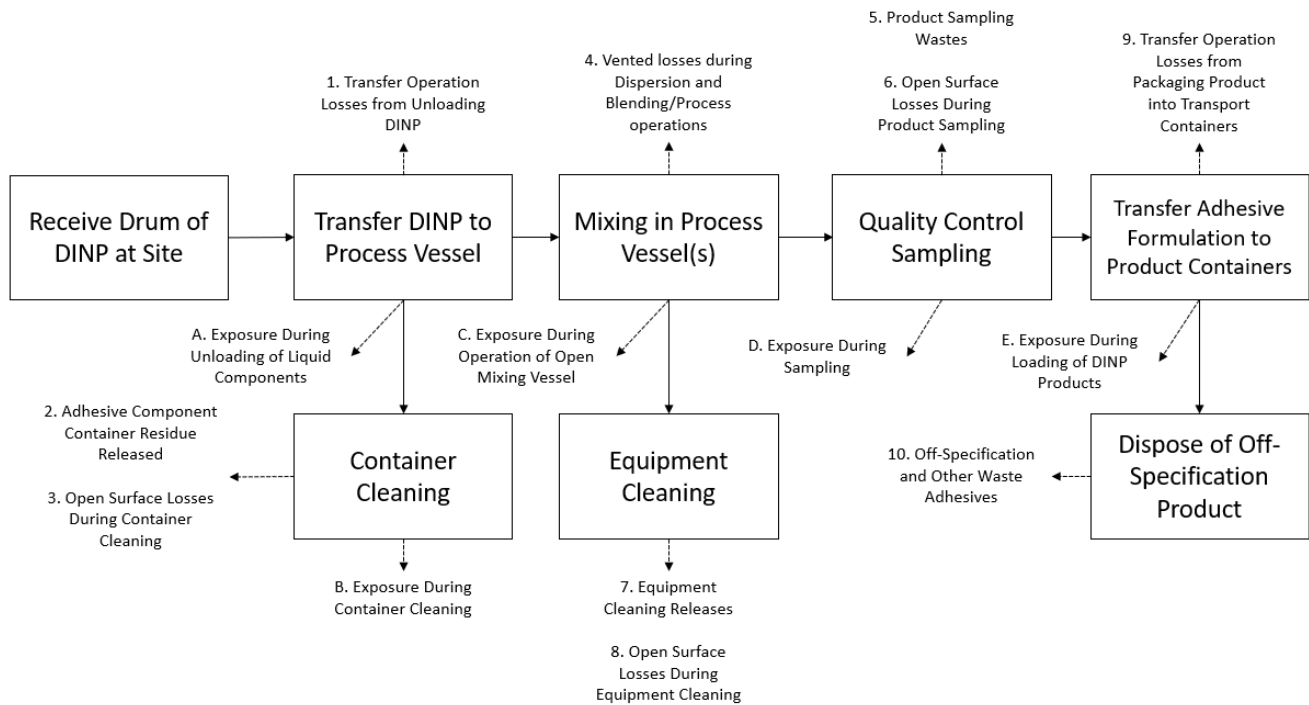 5. Product Sampling
Wastes
9. Transfer Operation
Losses from
Packaging Product
into Transport
Containers
4. Vented losses during
Dispersion and
Blending/Process
operations
1. Transfer Operation
Losses from Unloading
DINP
6. Open Surface
Losses During
Product Sampling
Receive Drum of
DINP at Site
Transfer DINP to
Process Vessel
Mixing in Process
Vessel(s)
Quality Control
Sampling
Transfer Adhesive
Formulation to
Product Containers
A. Exposure During
Unloading of Liquid
Components
C. Exposure During
Operation of Open
Mixing Vessel
D. Exposure During
Sampling
E. Exposure During
Loading of DINP
Products
2. Adhesive Component
Container Residue
Released
3. Open Surface Losses
During Container
Cleaning
Container
Cleaning
Equipment
Cleaning
10. Off-Specification
and Other Waste
Adhesives
Dispose of Off-
Specification
Product
B. Exposure During
Container Cleaning
7. Equipment
Cleaning Releases
8. Open Surface
Losses During
Equipment Cleaning